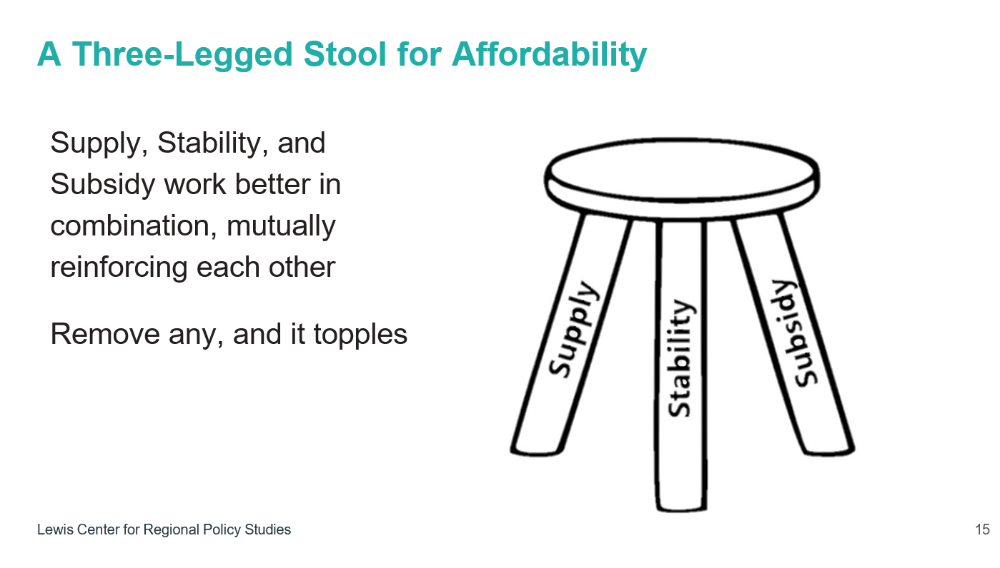 A Three-Legged Stool for Affordability
Supply, Stability, and
Subsidy work better in
combination, mutually
reinforcing each other
Remove any, and it topples
Supply
Stability
Subsidy
Lewis Center for Regional Policy Studies
15